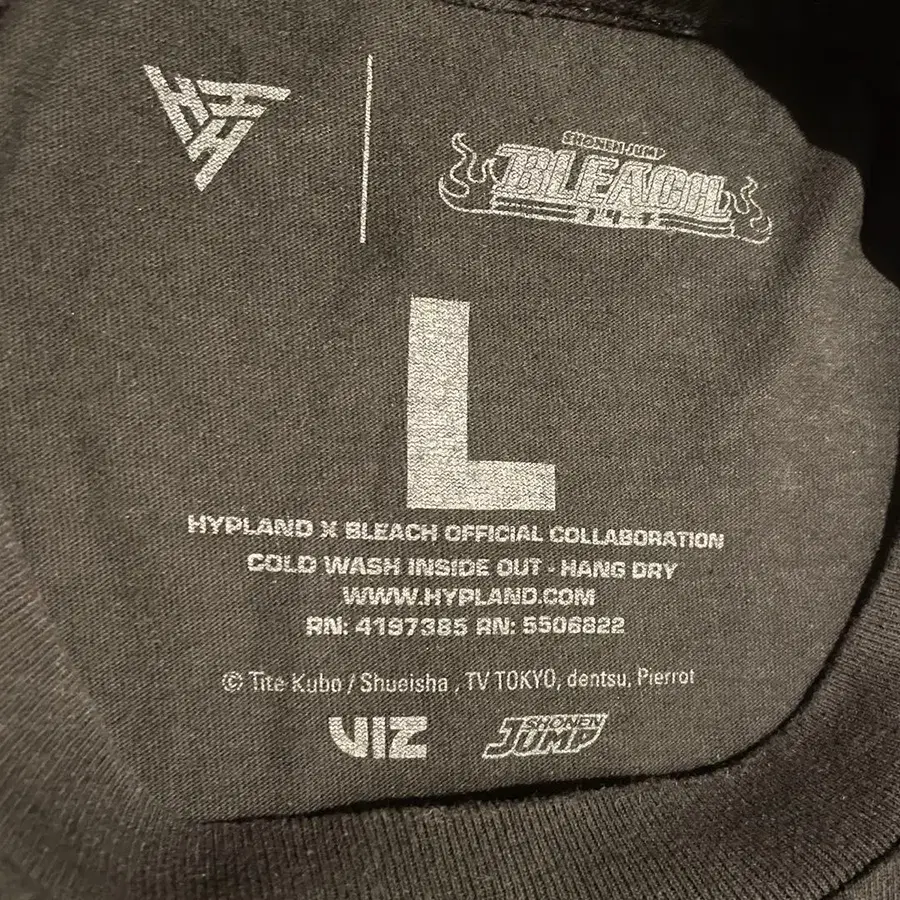 HHH
SHONEN JUMP
BLEACH
L
HYPLAND X BLEACH OFFICIAL COLLABORATION
COLD WASH INSIDE OUT - HANG DRY
WWW.HYPLAND.COM
RN: 4197385 RN: 5506822
© Tite Kubo / Shueisha , TV TOKYO, dentsu, Pierrot
VIZ
SHONEN
JUMP